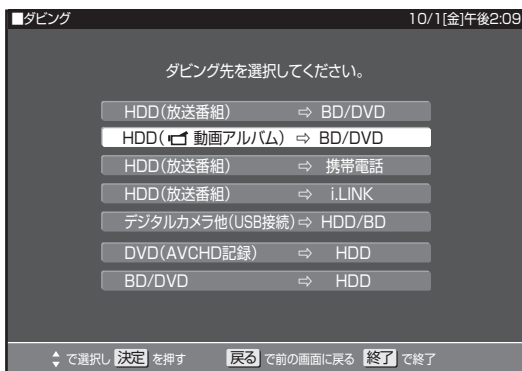 ■ダビング 10/1[金]午後2:09
ダビング先を選択してください。
HDD(放送番組) ⇨ BD/DVD
HDD( 動画アルバム) ⇨ BD/DVD
HDD(放送番組) ⇨ 携帯電話
HDD(放送番組) ⇨ i.LINK
デジタルカメラ他(USB接続) ⇨ HDD/BD
DVD(AVCHD記録) ⇨ HDD
BD/DVD ⇨ HDD
で選択し 決定 を押す 戻る で前の画面に戻る 終了 で終了